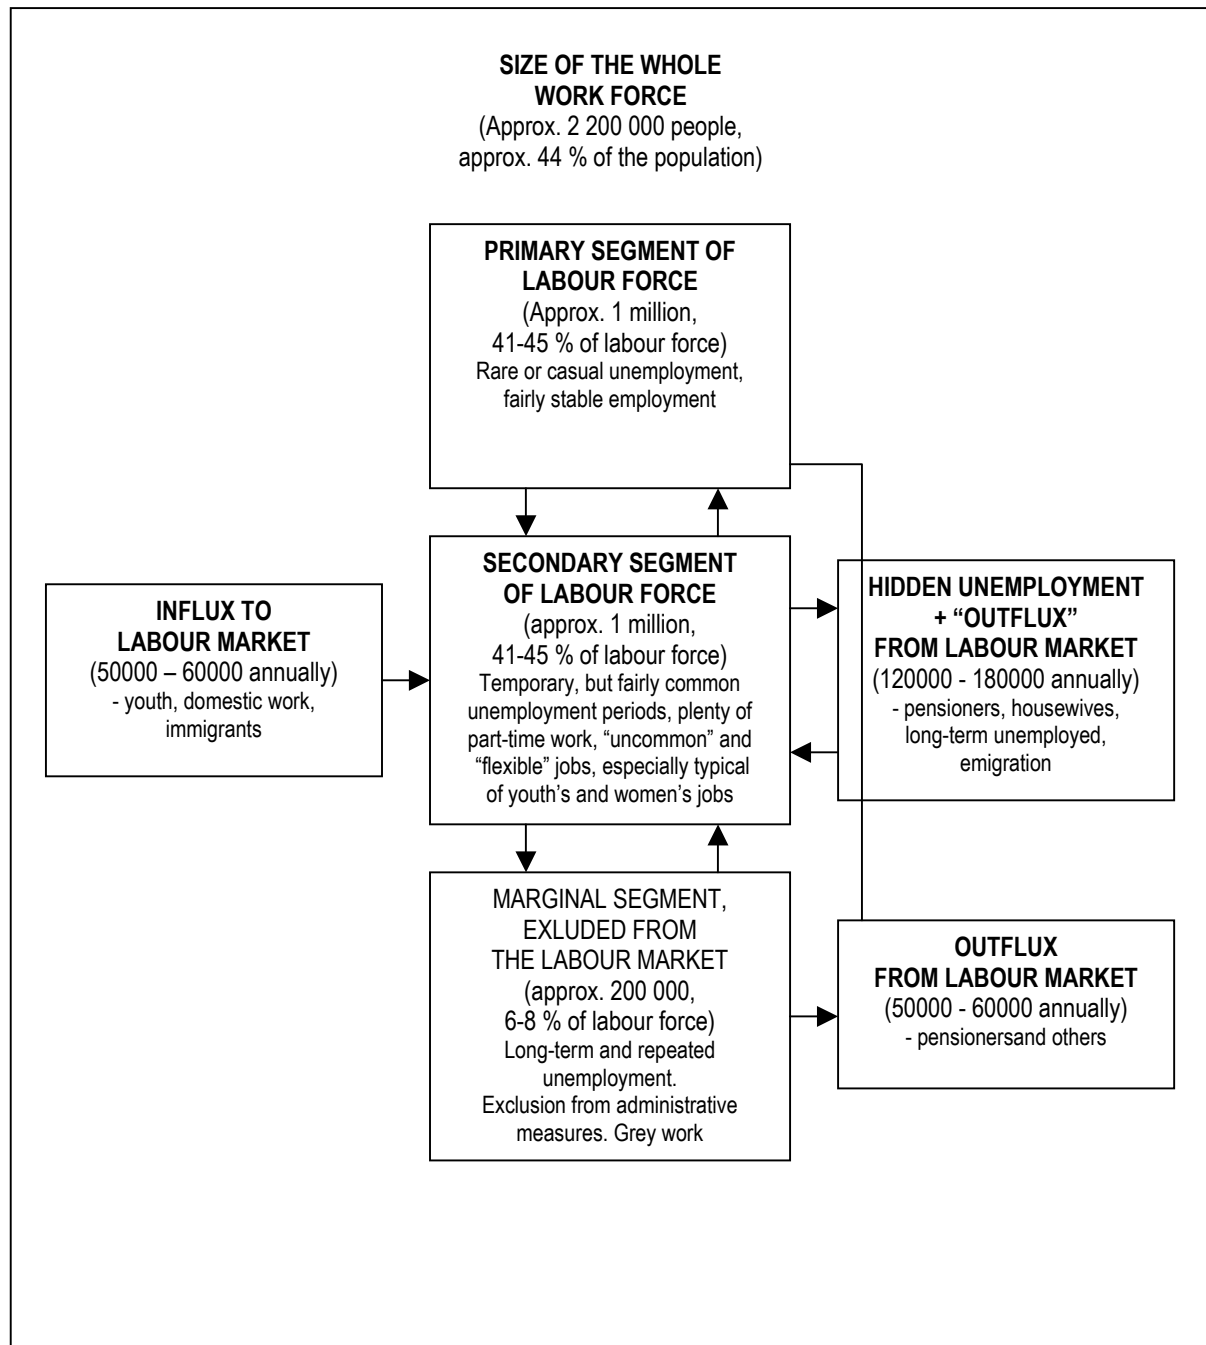 SIZE OF THE WHOLE
WORK FORCE
(Approx. 2 200 000 people,
approx. 44 % of the population)
PRIMARY SEGMENT OF
LABOUR FORCE
(Approx. 1 million,
41-45 % of labour force)
Rare or casual unemployment,
fairly stable employment
INFLUX TO
LABOUR MARKET
(50000 – 60000 annually)
- youth, domestic work,
immigrants
SECONDARY SEGMENT
OF LABOUR FORCE
(approx. 1 million,
41-45 % of labour force)
Temporary, but fairly common
unemployment periods, plenty of
part-time work, “uncommon” and
“flexible” jobs, especially typical
of youth’s and women’s jobs
HIDDEN UNEMPLOYMENT
+ “OUTFLUX”
FROM LABOUR MARKET
(120000 - 180000 annually)
- pensioners, housewives,
long-term unemployed,
emigration
MARGINAL SEGMENT,
EXLUDED FROM
THE LABOUR MARKET
(approx. 200 000,
6-8 % of labour force)
Long-term and repeated
unemployment.
Exclusion from administrative
measures. Grey work
OUTFLUX
FROM LABOUR MARKET
(50000 - 60000 annually)
- pensionersand others